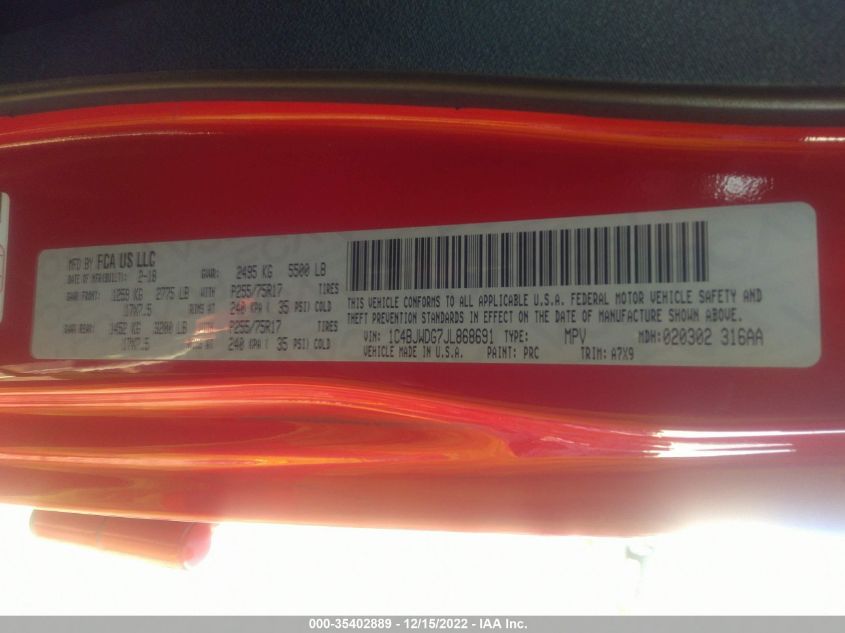 MFD BY FCA US LLC
DATE OF MFR(BUILT): 2-18 GVWR: 2495 KG 5500 LB
GAWR FRONT: 1259 KG 2775 LB WITH P255/75R17 TIRES
17X7.5 RIMS AT 240 KPA ( 35 PSI) COLD
GAWR REAR: 1452 KG 3200 LB WITH P255/75R17 TIRES
17X7.5 RIMS AT 240 KPA ( 35 PSI) COLD
THIS VEHICLE CONFORMS TO ALL APPLICABLE U.S.A. FEDERAL MOTOR VEHICLE SAFETY AND
THEFT PREVENTION STANDARDS IN EFFECT ON THE DATE OF MANUFACTURE SHOWN ABOVE.
VIN: 1C4BJWDG7JL868691 TYPE: MPV MDH:020302 316AA
VEHICLE MADE IN U.S.A. PAINT: PRC TRIM: A7X9
000-35402889 - 12/15/2022 - IAA Inc.